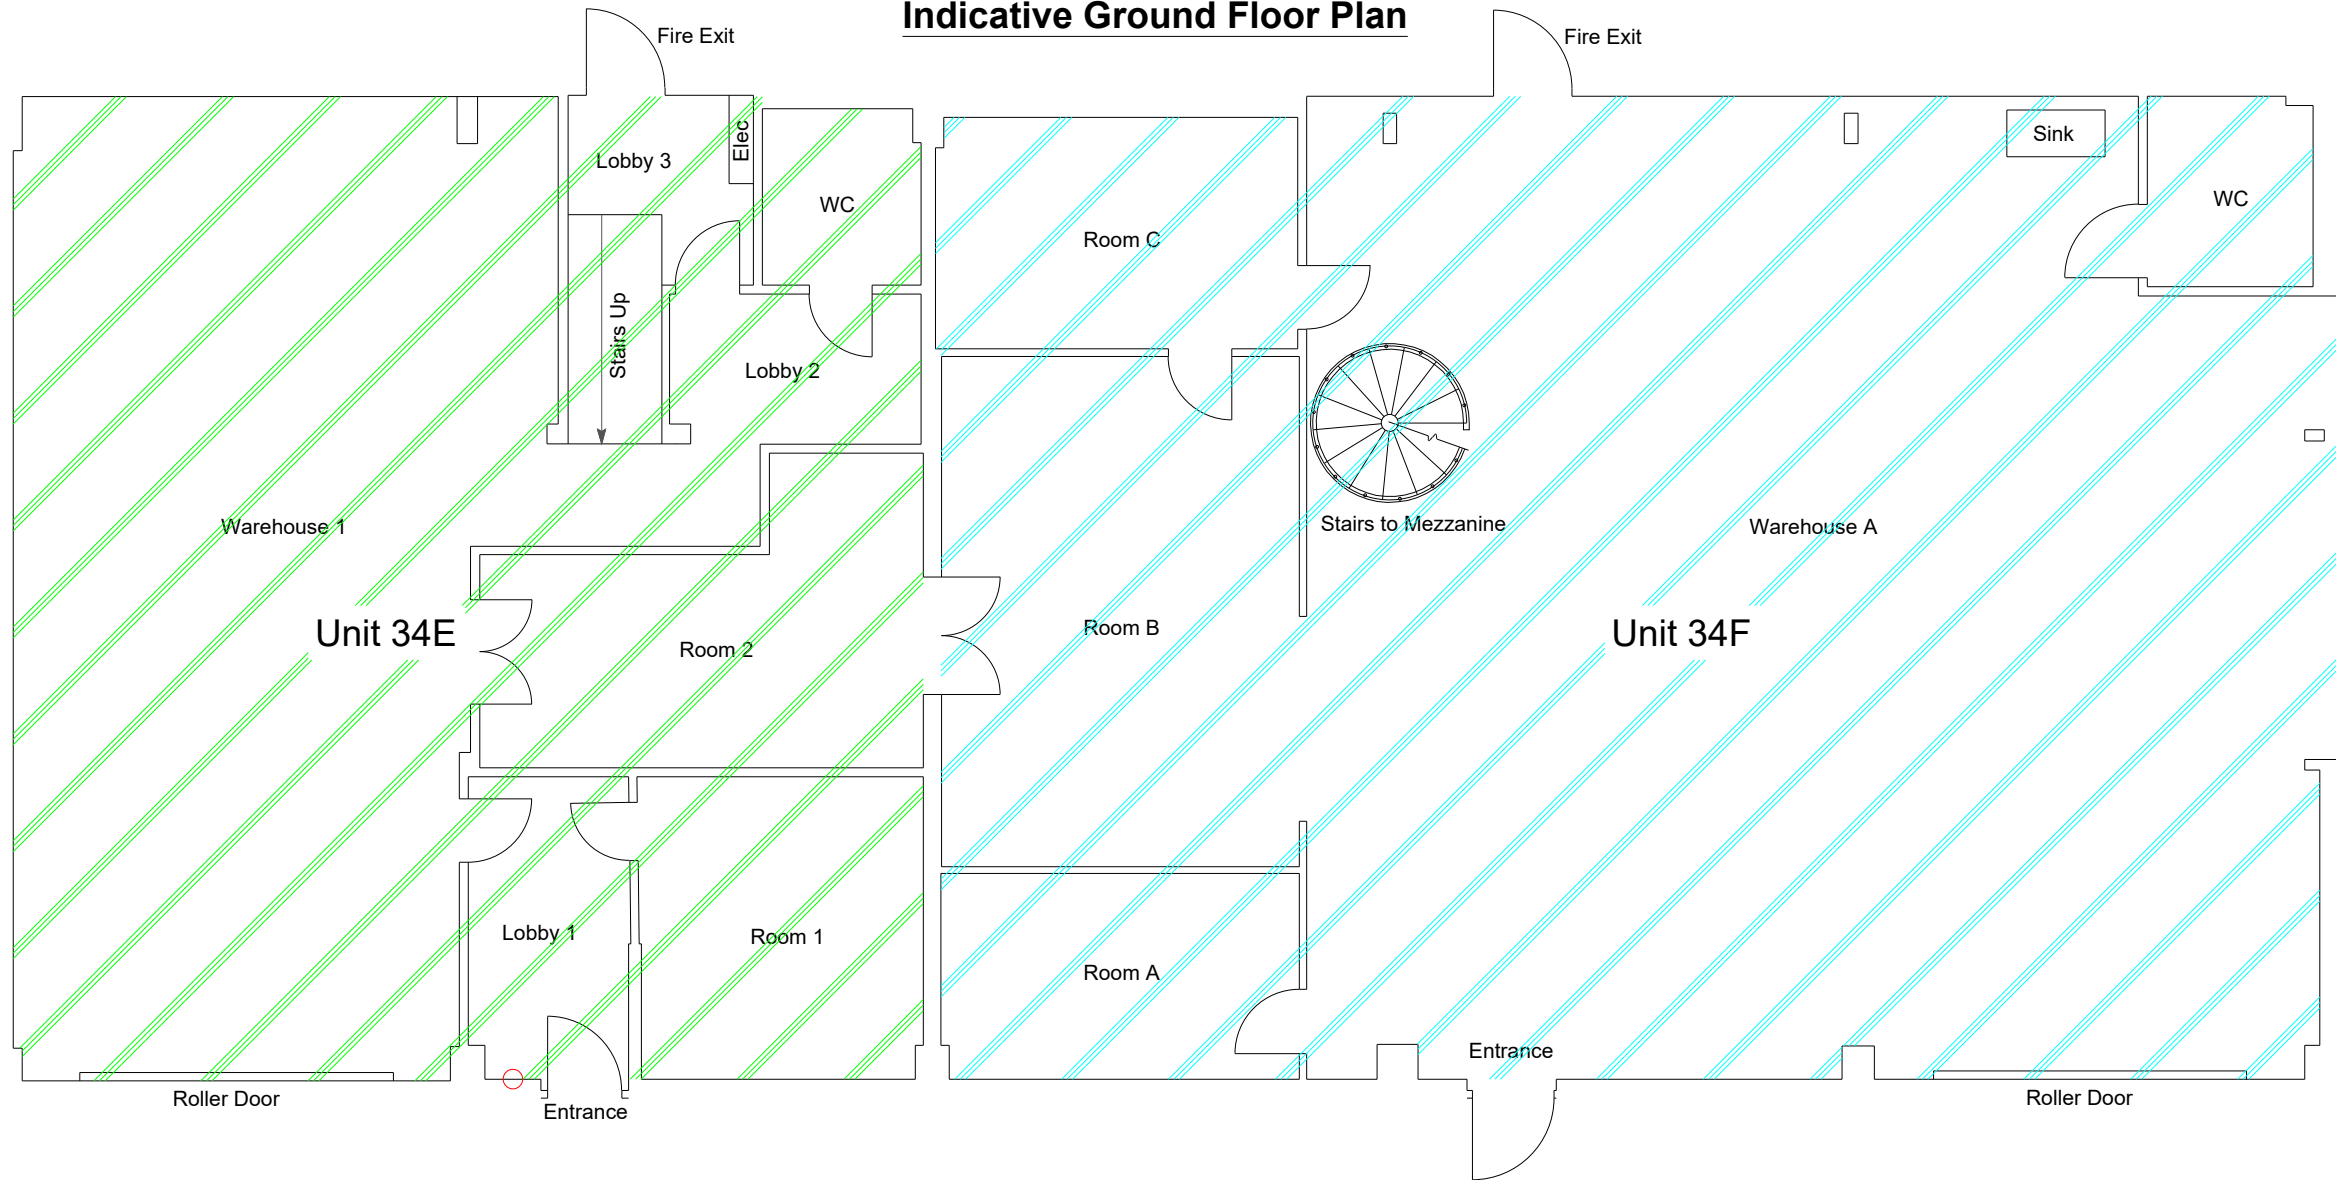 Indicative Ground Floor Plan
Fire Exit
Fire Exit
Elec
Sink
Lobby 3
WC
WC
Room C
Stairs Up
Lobby 2
Warehouse 1
Stairs to Mezzanine
Warehouse A
Unit 34E
Room 2
Room B
Unit 34F
Lobby 1
Room 1
Room A
Entrance
Roller Door
Entrance
Roller Door